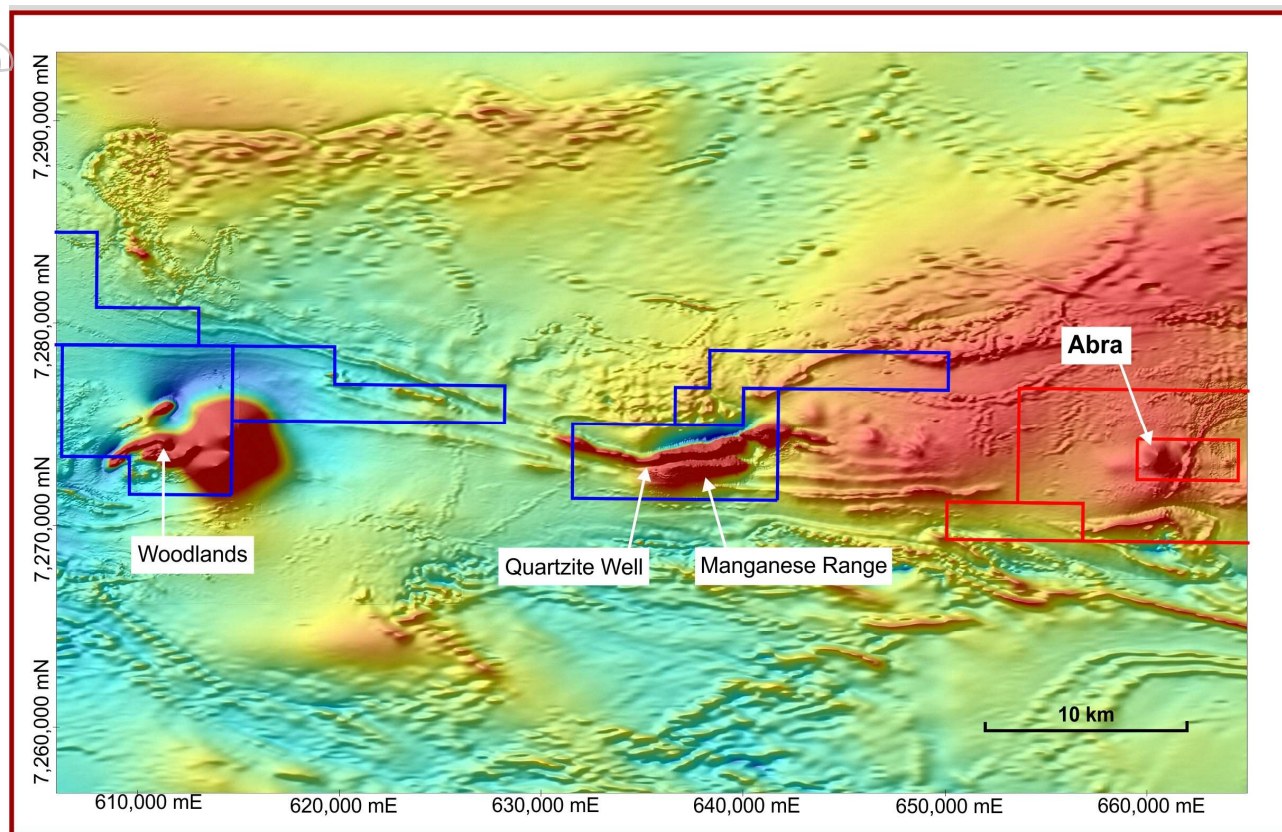 7,290,000 mN
7,280,000 mN
Abra
7,270,000 mN
Woodlands
Quartzite Well
Manganese Range
7,260,000 mN
10 km
610,000 mE
620,000 mE
630,000 mE
640,000 mE
650,000 mE
660,000 mE